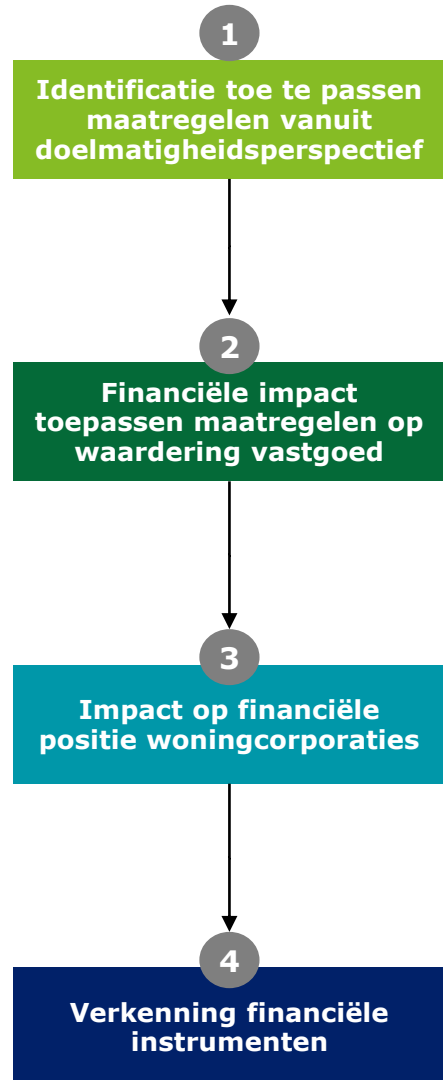 1
Identificatie toe te passen
maatregelen vanuit
doelmatigheidsperspectief
2
Financiële impact
toepassen maatregelen op
waardering vastgoed
3
Impact op financiële
positie woningcorporaties
4
Verkenning financiële
instrumenten